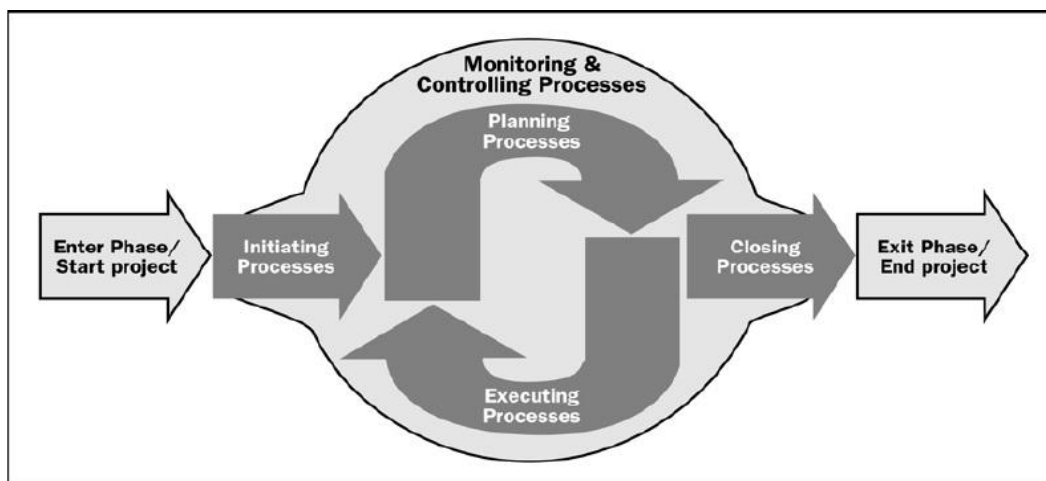 Monitoring &
Controlling Processes
Planning
Processes
Enter Phase/
Start project
Initiating
Processes
Closing
Processes
Exit Phase/
End project
Executing
Processes